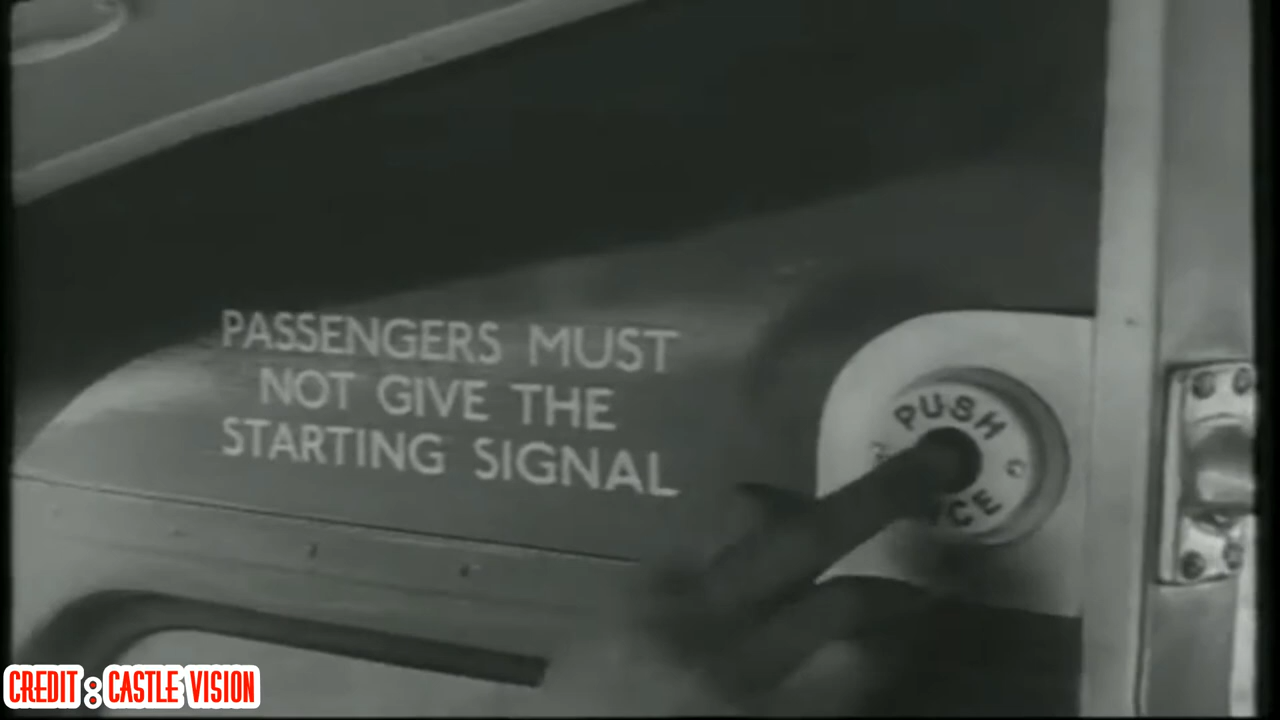 PASSENGERS MUST
NOT GIVE THE
STARTING SIGNAL
PUSH
CREDIT : CASTLE VISION